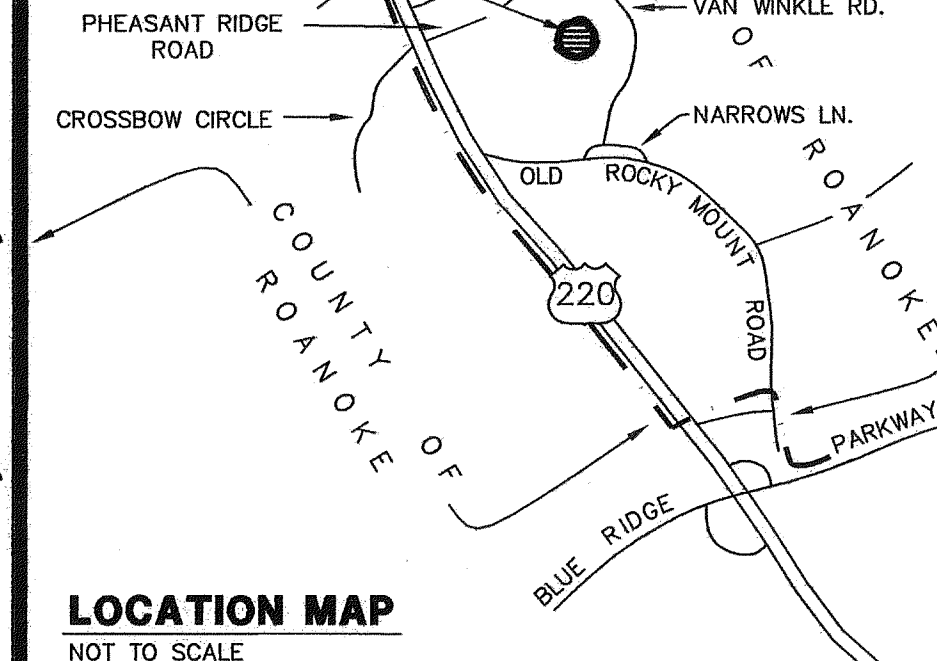 VAN WINKLE RD.
PHEASANT RIDGE
ROAD
CROSSBOW CIRCLE
NARROWS LN.
OLD ROCKY MOUNT ROAD
OF ROANOKE
COUNTY OF
ROANOKE
220
PARKWAY
BLUE RIDGE
LOCATION MAP
NOT TO SCALE